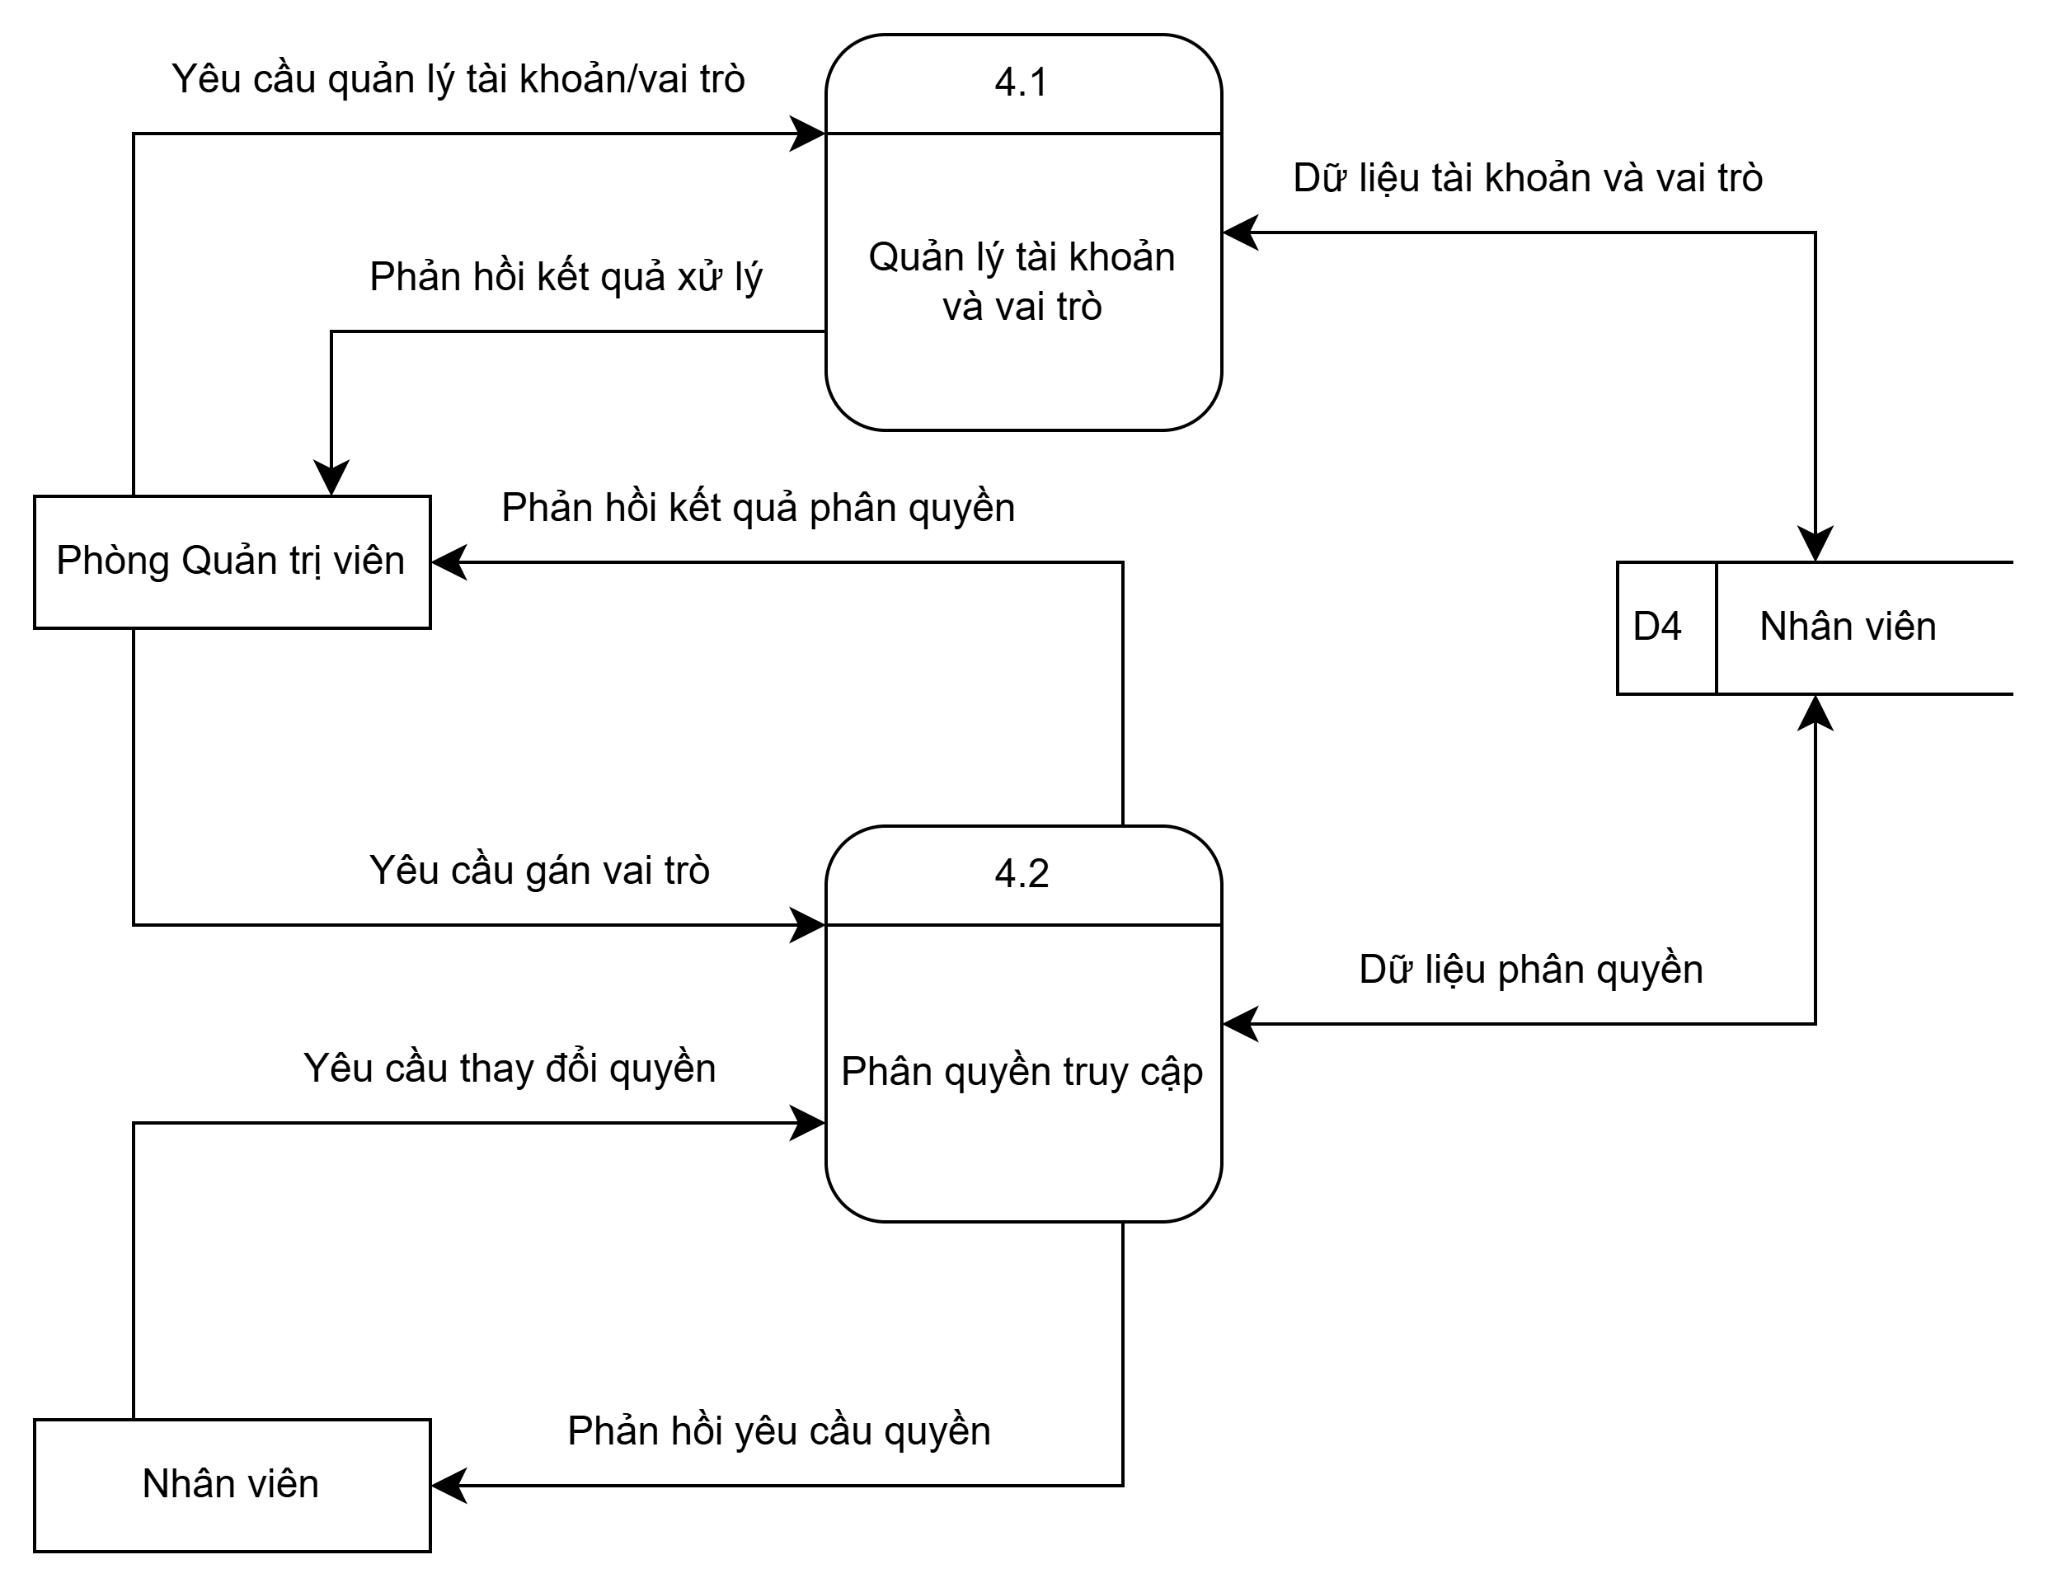 Yêu cầu quản lý tài khoản/vai trò
4.1
Dữ liệu tài khoản và vai trò
Quản lý tài khoản
và vai trò
Phản hồi kết quả xử lý
Phản hồi kết quả phân quyền
Phòng Quản trị viên
D4
Nhân viên
Yêu cầu gán vai trò
4.2
Dữ liệu phân quyền
Yêu cầu thay đổi quyền
Phân quyền truy cập
Phản hồi yêu cầu quyền
Nhân viên